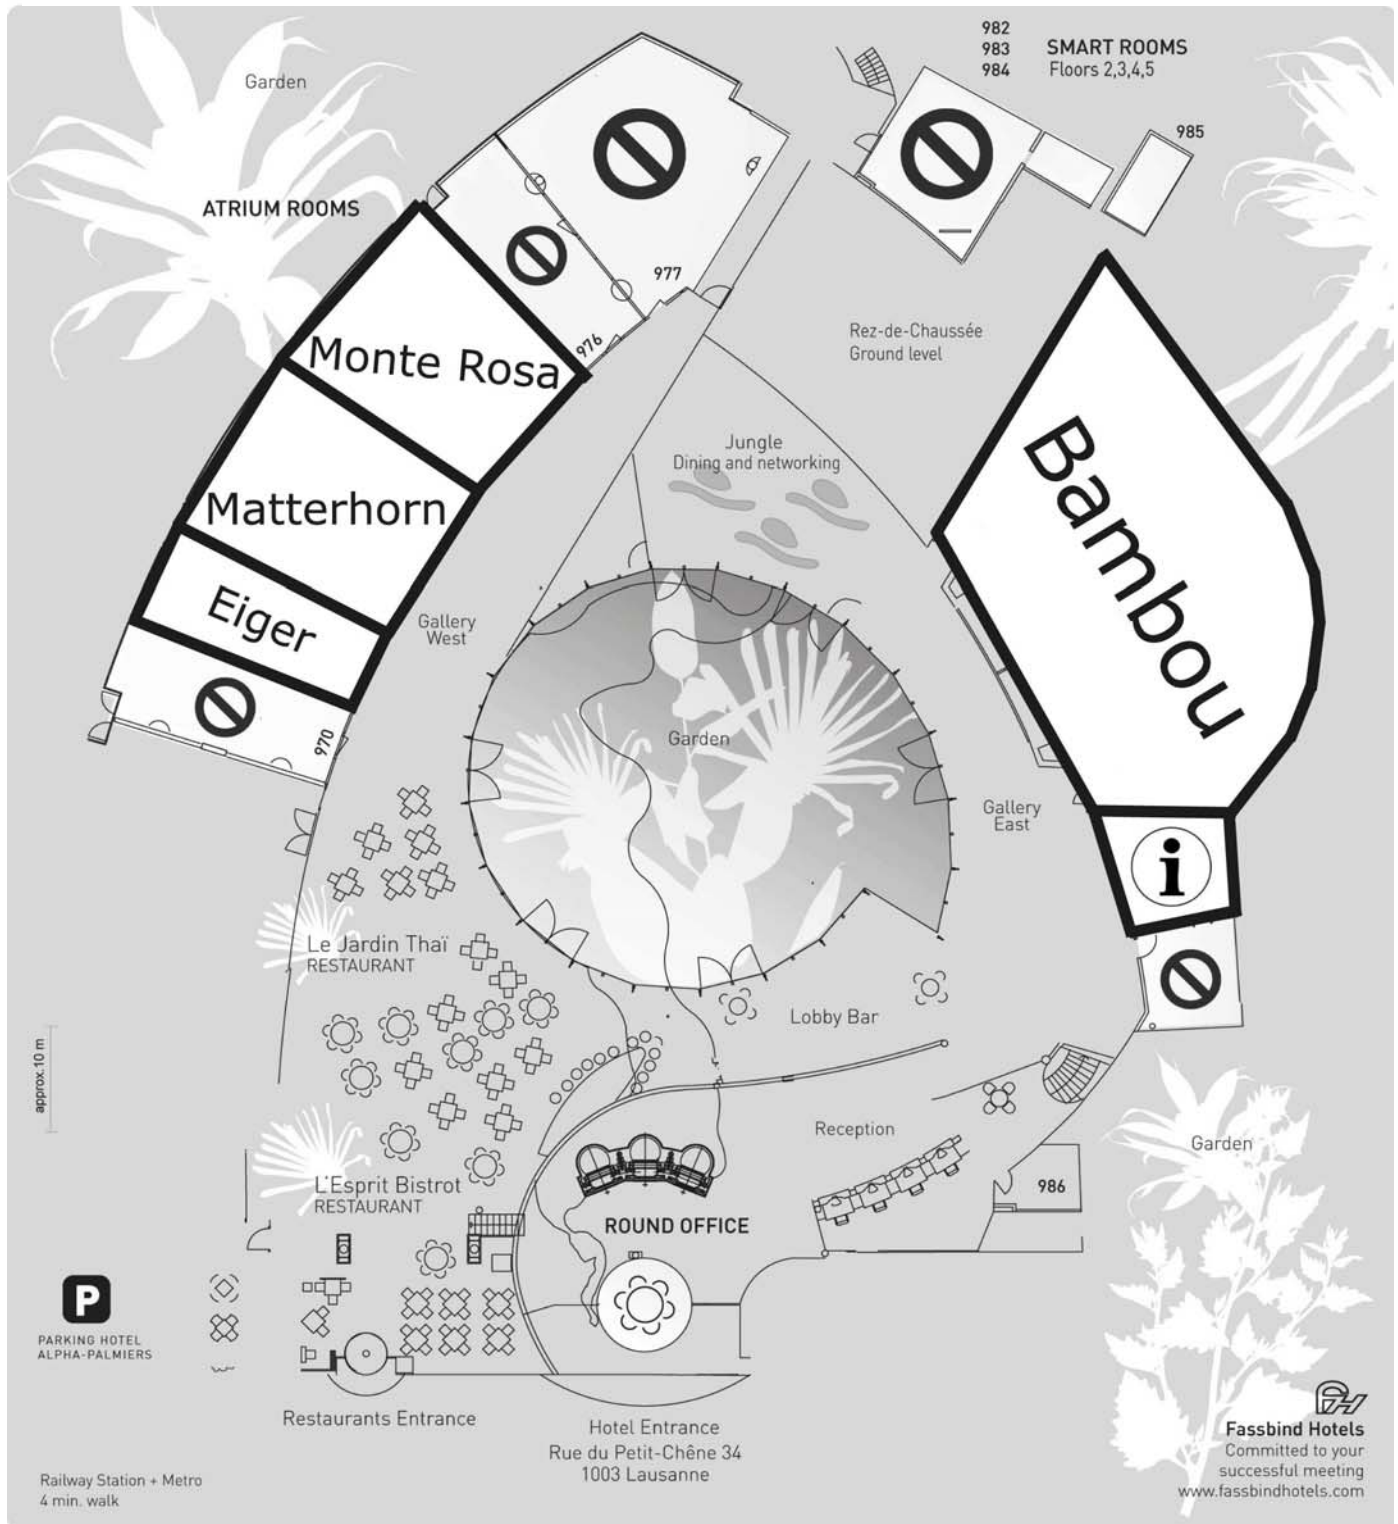 982
983
984
SMART ROOMS
Floors 2,3,4,5
Garden
985
ATRIUM ROOMS
977
976
Monte Rosa
Rez-de-Chaussée
Ground level
Jungle
Dining and networking
Bambou
Matterhorn
Eiger
Gallery
West
970
Garden
Gallery
East
i
Le Jardin Thaï
RESTAURANT
Lobby Bar
approx.10 m
Reception
Garden
L'Esprit Bistrot
RESTAURANT
986
ROUND OFFICE
P
PARKING HOTEL
ALPHA-PALMIERS
Restaurants Entrance
Hotel Entrance
Rue du Petit-Chêne 34
1003 Lausanne
Railway Station + Metro
4 min. walk
FH
Fassbind Hotels
Committed to your
successful meeting
www.fassbindhotels.com